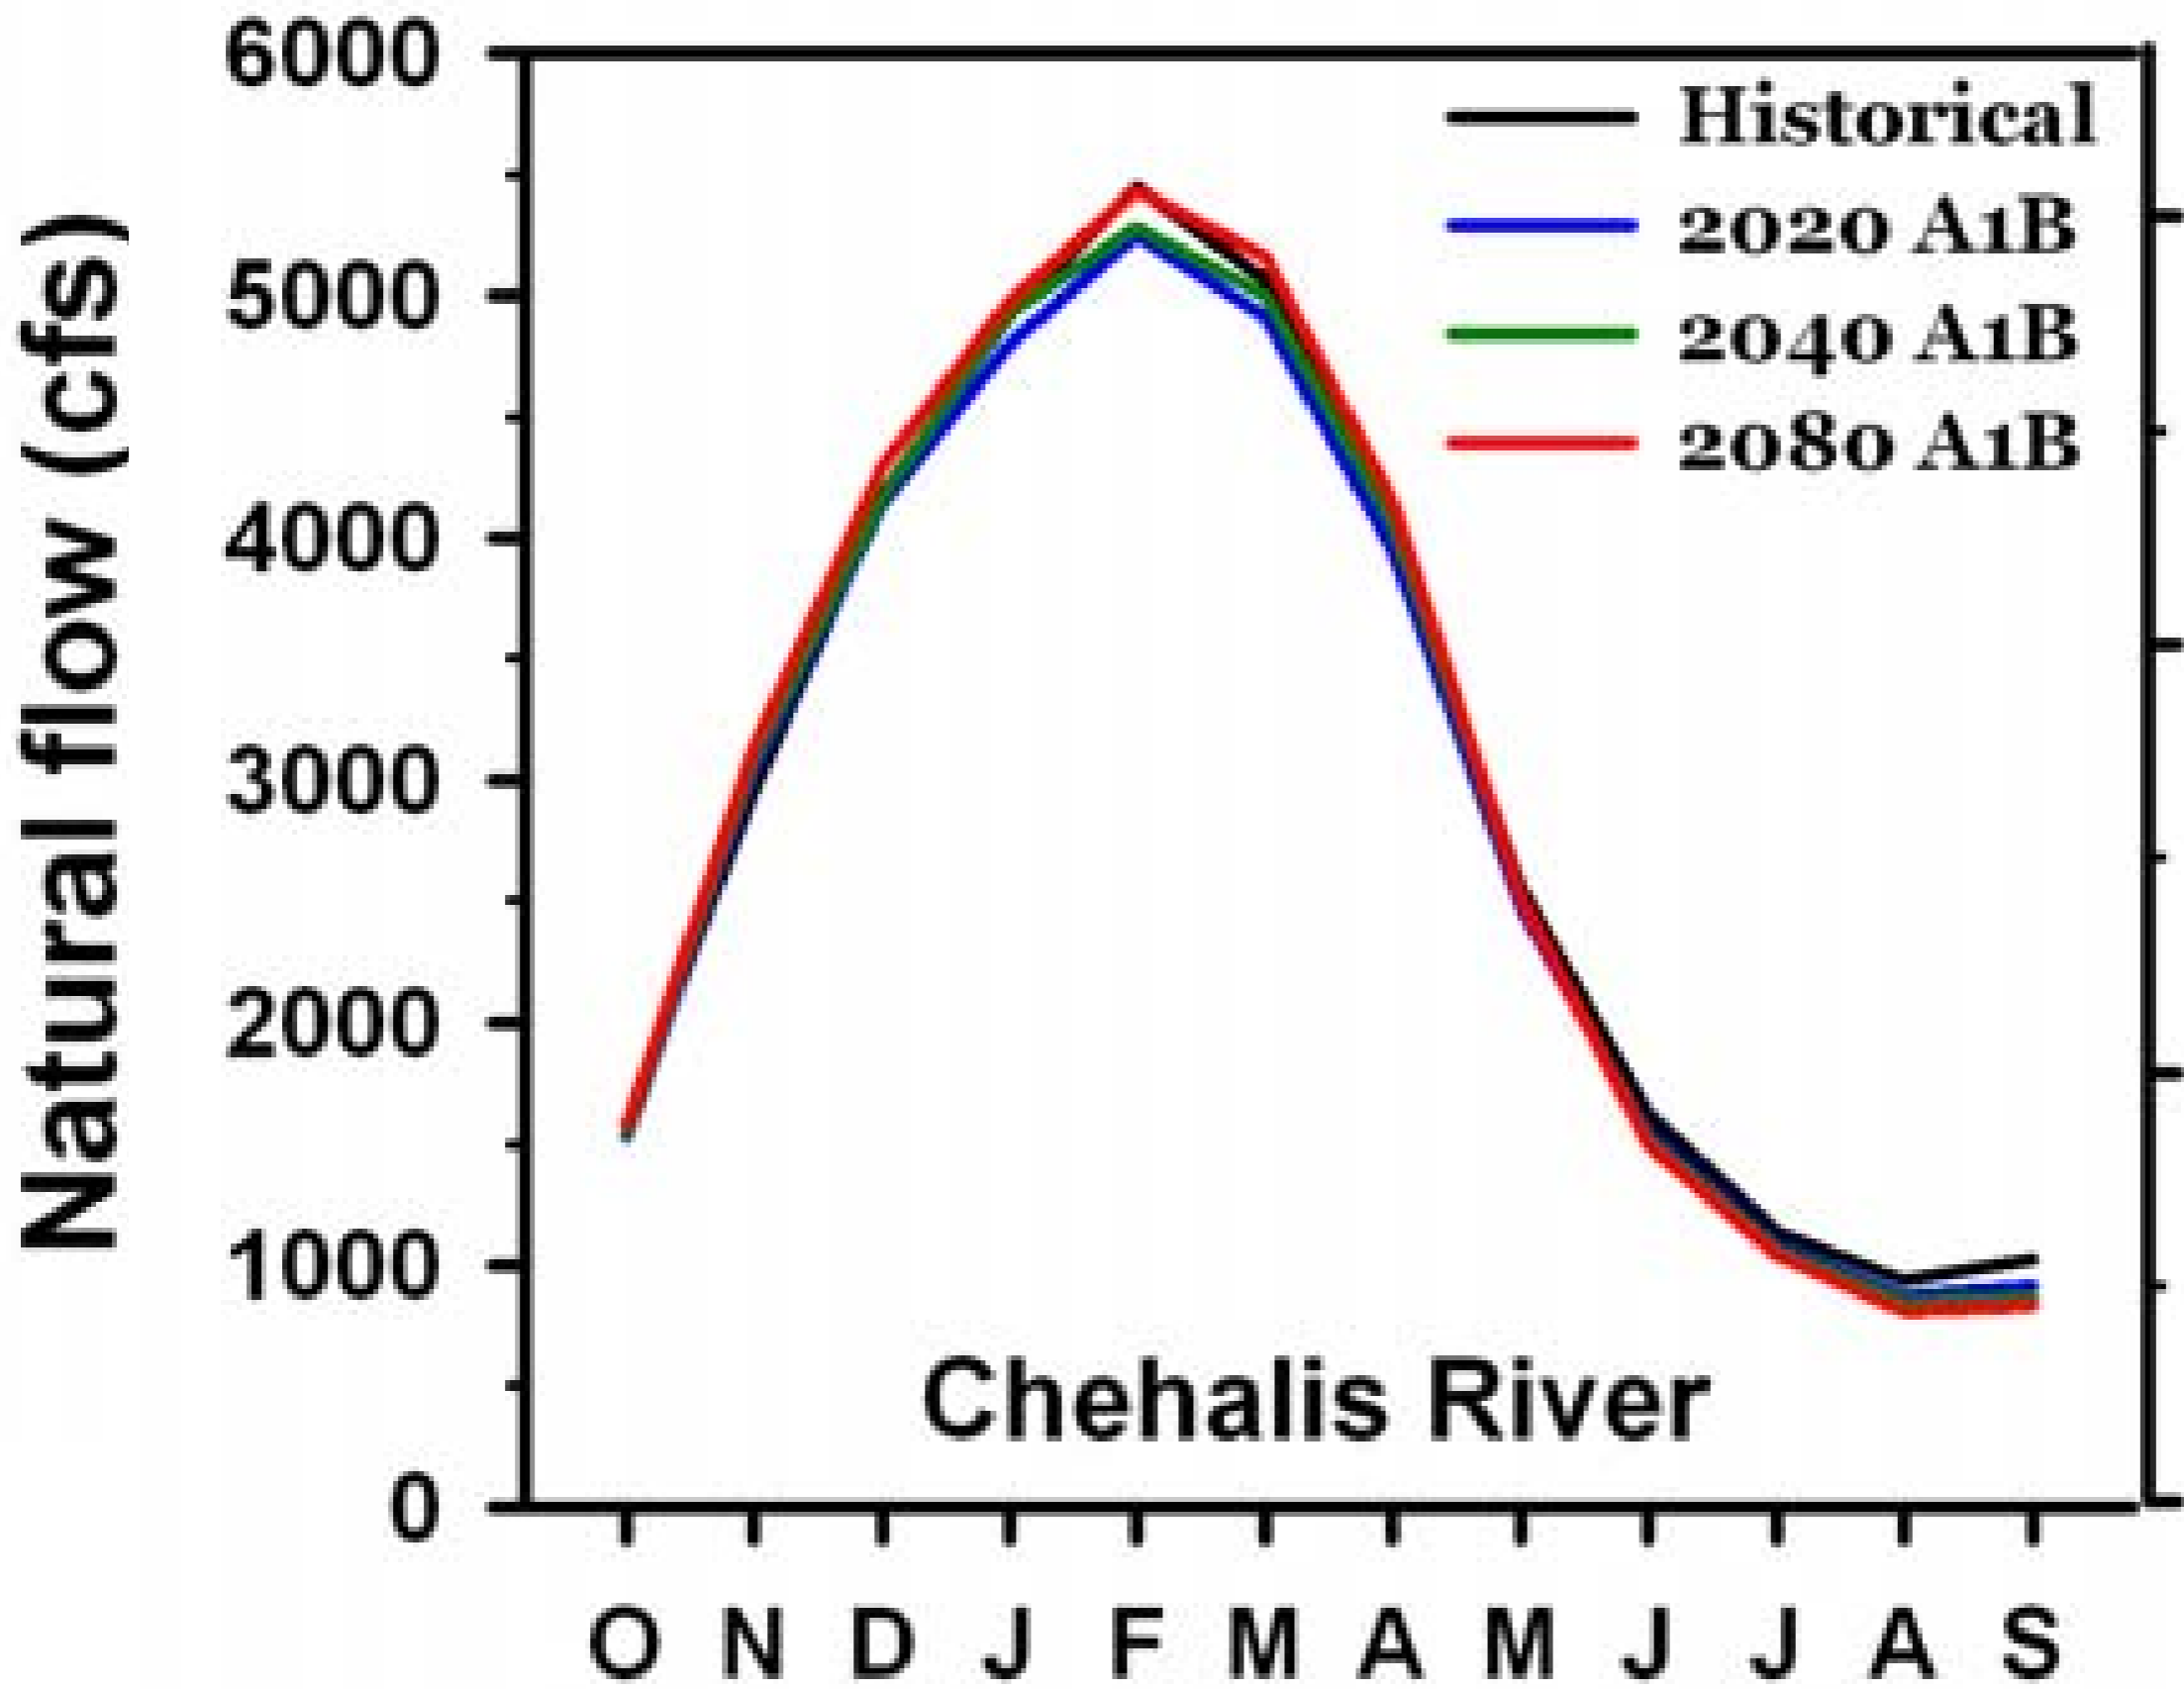 Natural flow (cfs)
6000
5000
4000
3000
2000
1000
0
Historical
2020 A1B
2040 A1B
2080 A1B
Chehalis River
O N D J F M A M J J A S